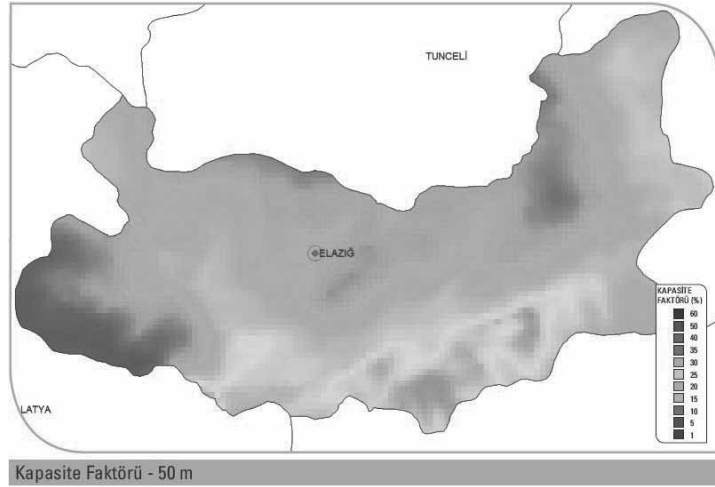 TUNCELİ
ELAZIĞ
LATYA
KAPASİTE
FAKTÖRÜ (%)
60
50
40
35
30
25
20
15
10
5
1
Kapasite Faktörü - 50 m